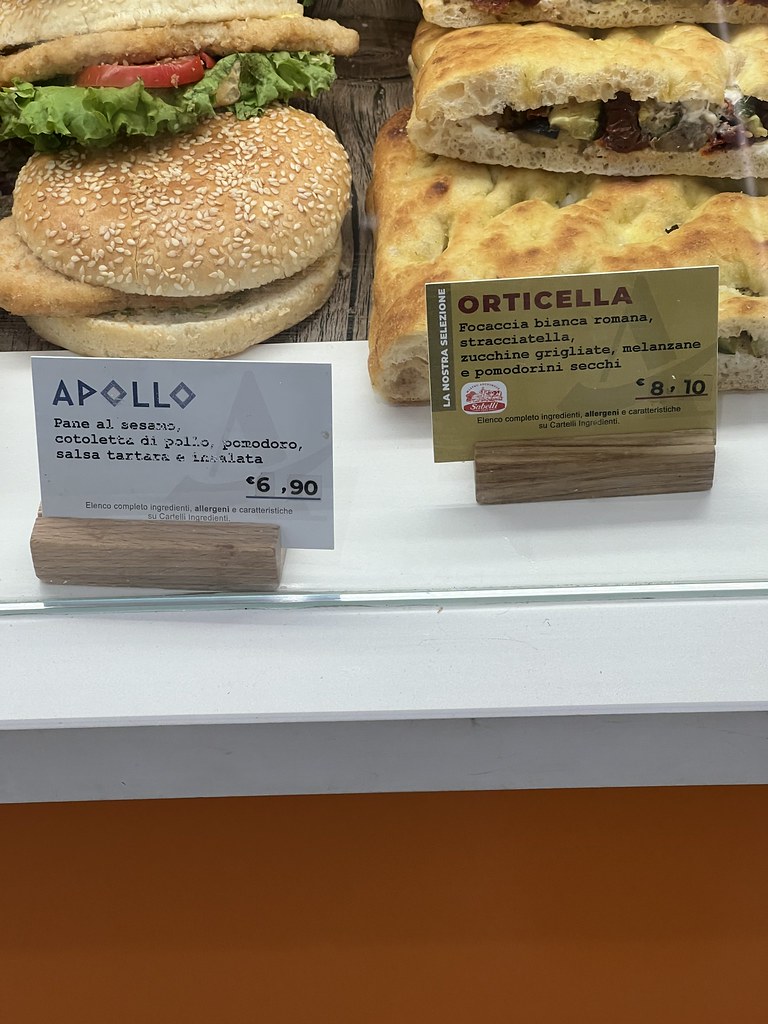 APOLLO
Pane al sesamo,
cotoletta di pollo, pomodoro,
salsa tartara e insalata
€6,90
Elenco completo ingredienti, allergeni e caratteristiche
su Cartelli Ingredienti.
LA NOSTRA SELEZIONE
ORTICELLA
Focaccia bianca romana,
stracciatella,
zucchine grigliate, melanzane
e pomodorini secchi
€ 8,10
Sabelli
Elenco completo ingredienti, allergeni e caratteristiche
su Cartelli Ingredienti.